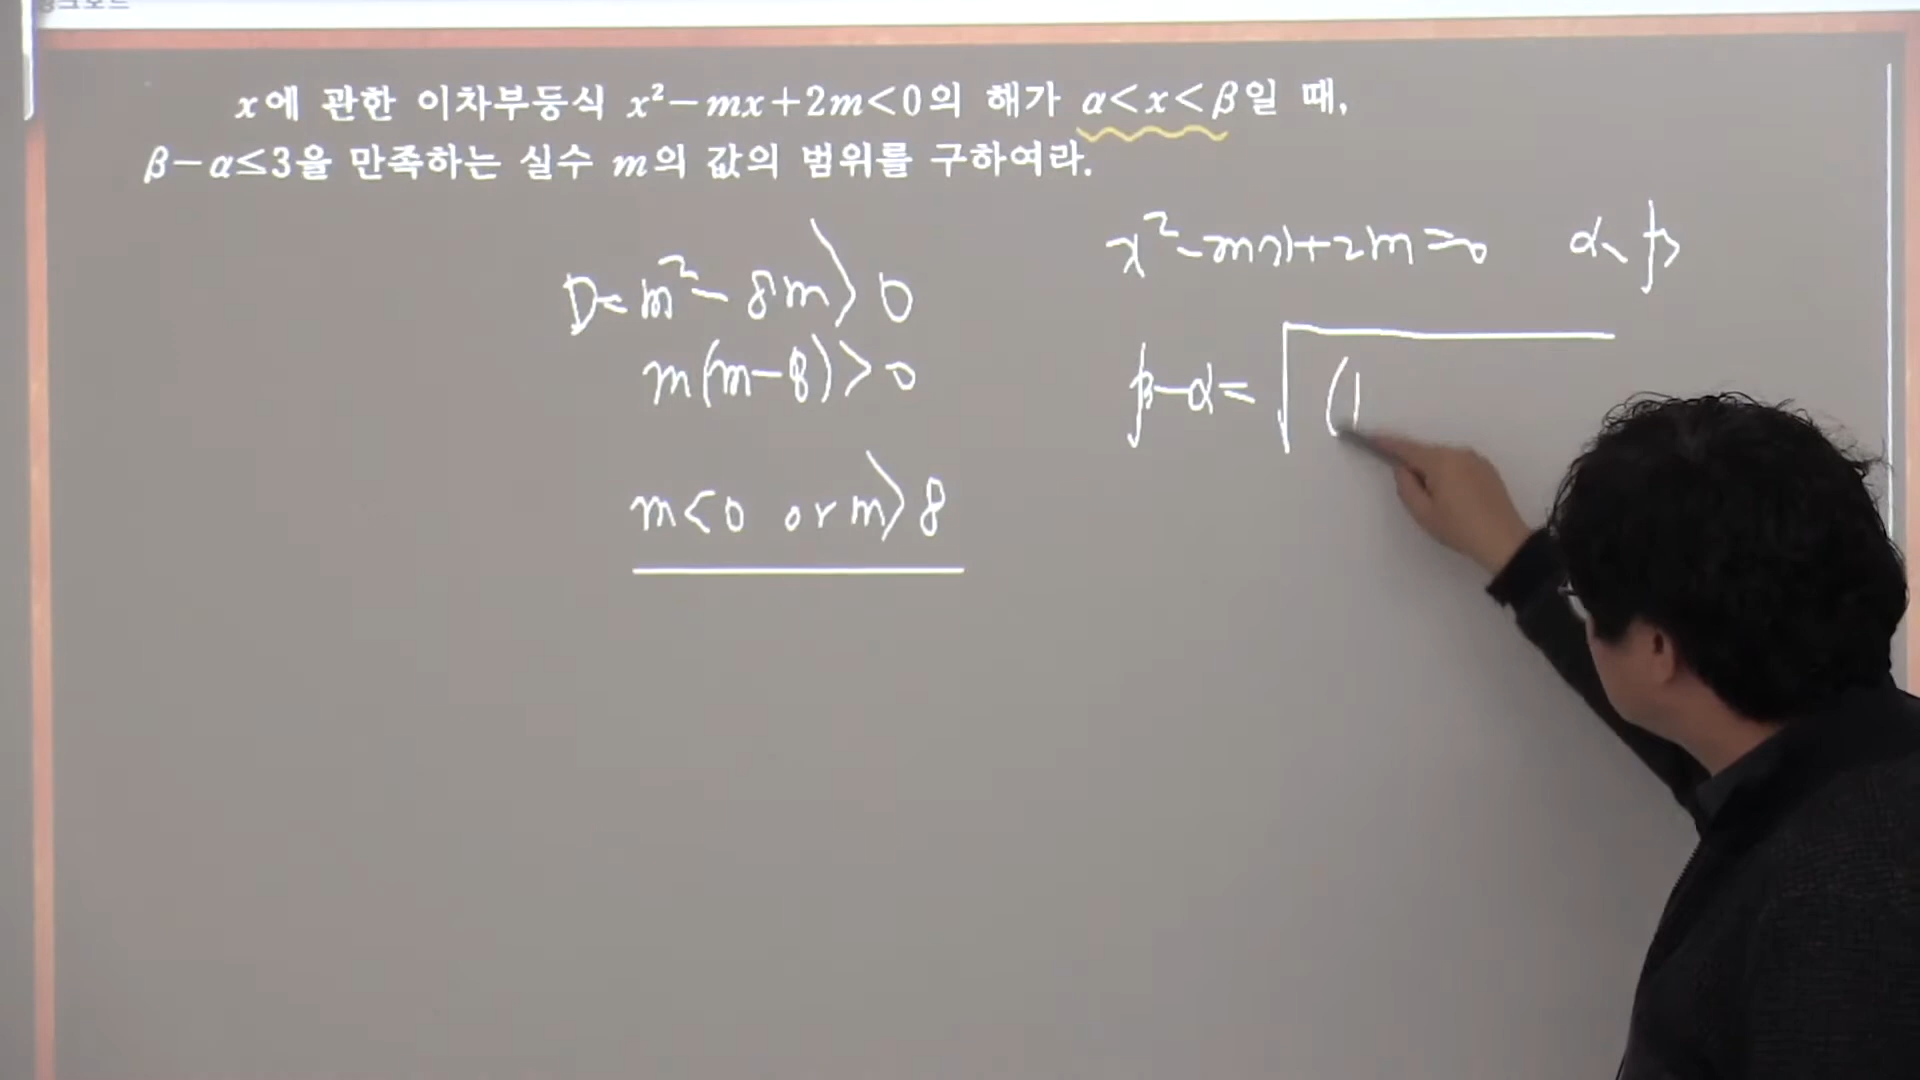 x에 관한 이차부등식 x²−mx+2m<0의 해가 α<x<β일 때,
β−α≤3을 만족하는 실수 m의 값의 범위를 구하여라.
D=m²−8m>0
m(m−8)>0
m<0 or m>8
x²−mx+2m=0 α, β
β−α=√(